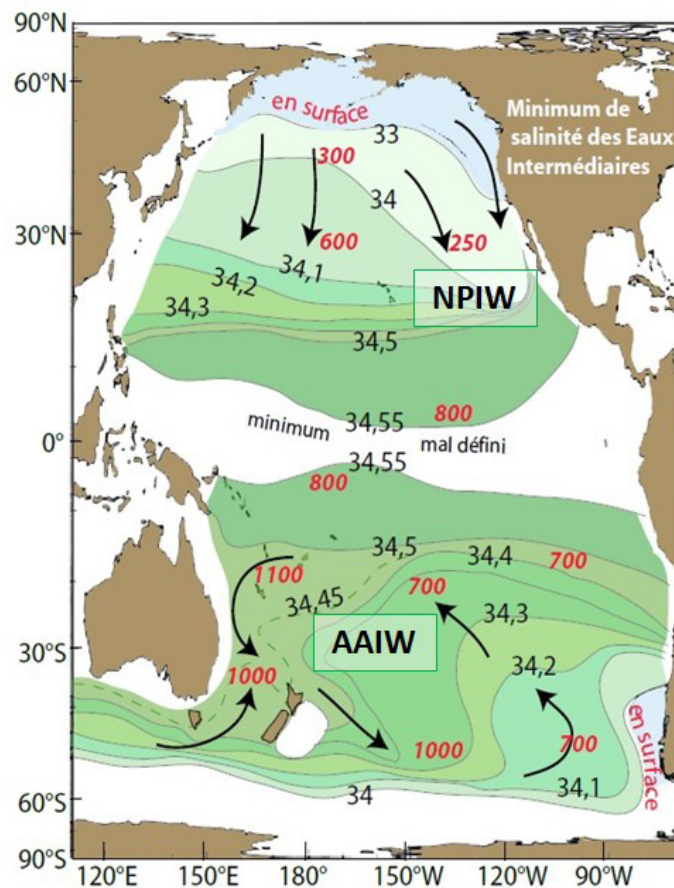 90°N
60°N
en surface
33
Minimum de
salinité des Eaux
Intermédiaires
300
34
30°N
600
250
34,1
34,2
NPIW
34,3
34,5
800
minimum
34,55
mal défini
0°
34,55
800
34,5
34,4
700
1100
700
34,45
34,3
AAIW
30°S
34,2
1000
1000
700
en surface
34,1
34
60°S
90°S
120°E
150°E
180°
150°W
120°W
90°W